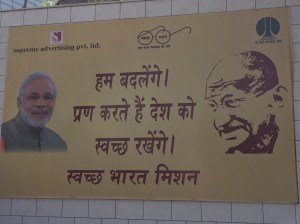 supreme advertising pvt. ltd.
हम बदलेंगे।
प्रण करते हैं देश को
स्वच्छ रखेंगे।
स्वच्छ भारत मिशन